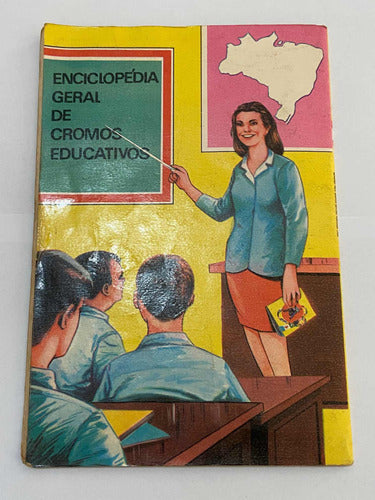 ENCICLOPÉDIA
GERAL
DE
CROMOS
EDUCATIVOS